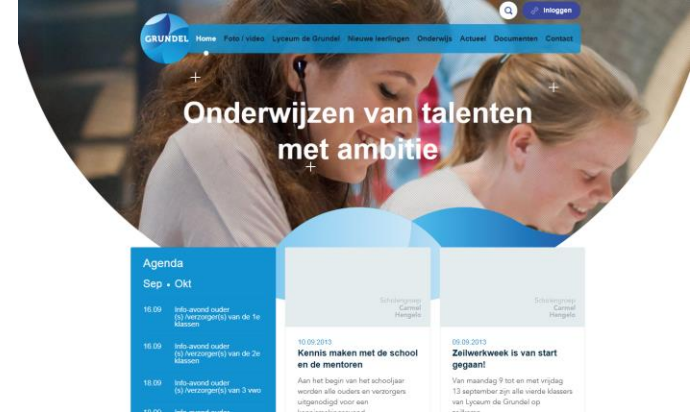 Inloggen
GRUNDEL
Home Foto / video Lyceum de Grundel Nieuwe leerlingen Onderwijs Actueel Documenten Contact
Onderwijzen van talenten
met ambitie
Agenda
Sep • Okt
16.09 Info-avond ouder
(s) /verzorger(s) van de 1e
klassen
16.09 Info-avond ouder
(s) /verzorger(s) van de 2e
klassen
18.09 Info-avond ouder
(s) /verzorger(s) van 3 vwo
18.09 Info-avond ouder
Scholengroep
Carmel
Hengelo
10.09.2013
Kennis maken met de school
en de mentoren
Aan het begin van het schooljaar
worden alle ouders en verzorgers
uitgenodigd voor een
Scholengroep
Carmel
Hengelo
09.09.2013
Zeilwerkweek is van start
gegaan!
Van maandag 9 tot en met vrijdag
13 september zijn alle vierde klassers
van Lyceum de Grundel op